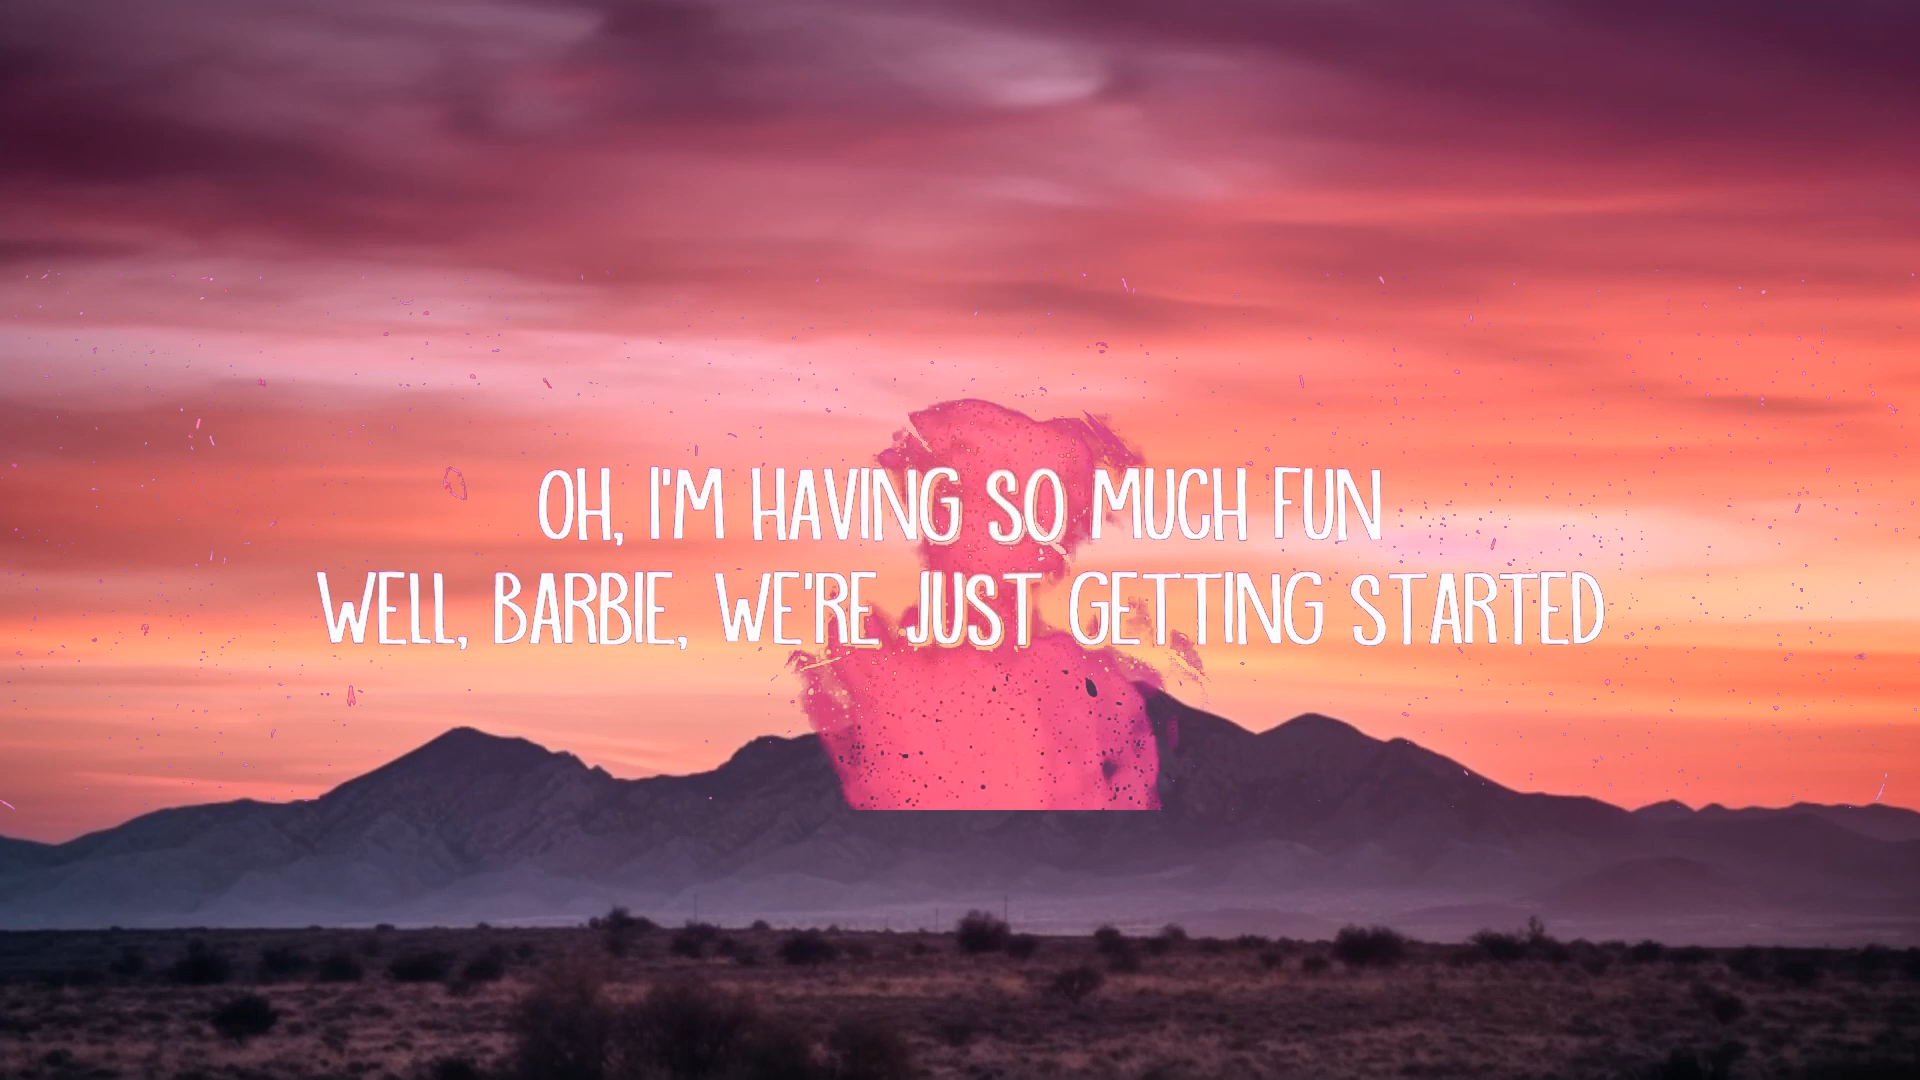 OH, I'M HAVING SO MUCH FUN
WELL, BARBIE, WE'RE JUST GETTING STARTED